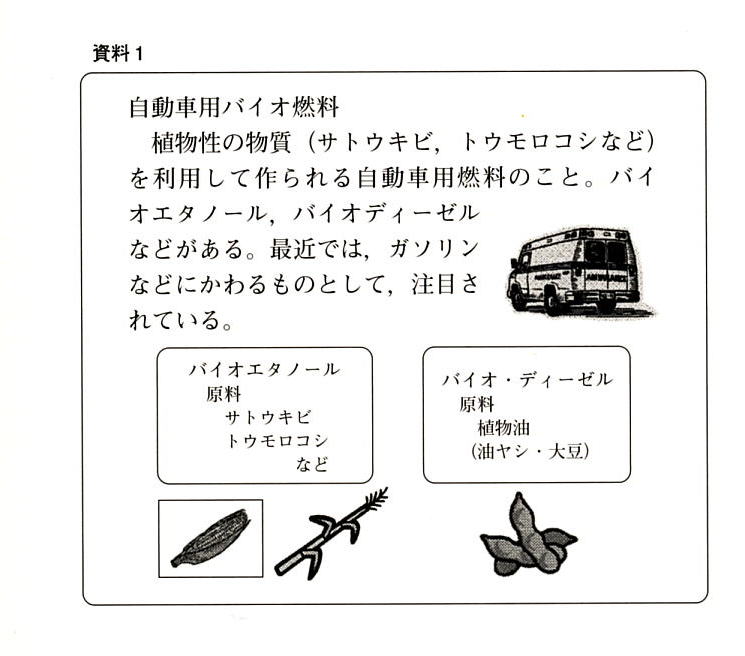 資料1
自動車用バイオ燃料
植物性の物質（サトウキビ，トウモロコシなど）
を利用して作られる自動車用燃料のこと。バイ
オエタノール，バイオディーゼル
などがある。最近では，ガソリン
などにかわるものとして，注目さ
れている。
バイオエタノール
原料
サトウキビ
トウモロコシ
など
バイオ・ディーゼル
原料
植物油
（油ヤシ・大豆）